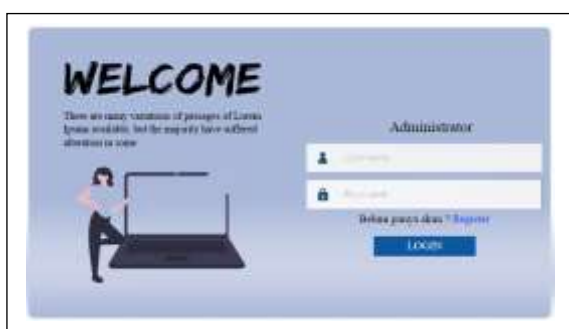 WELCOME
There are many variations of passages of Lorem
Ipsum available, but the majority have suffered
alteration in some
Administrator
Username
Password
Belum punya akun ? Register
LOGIN